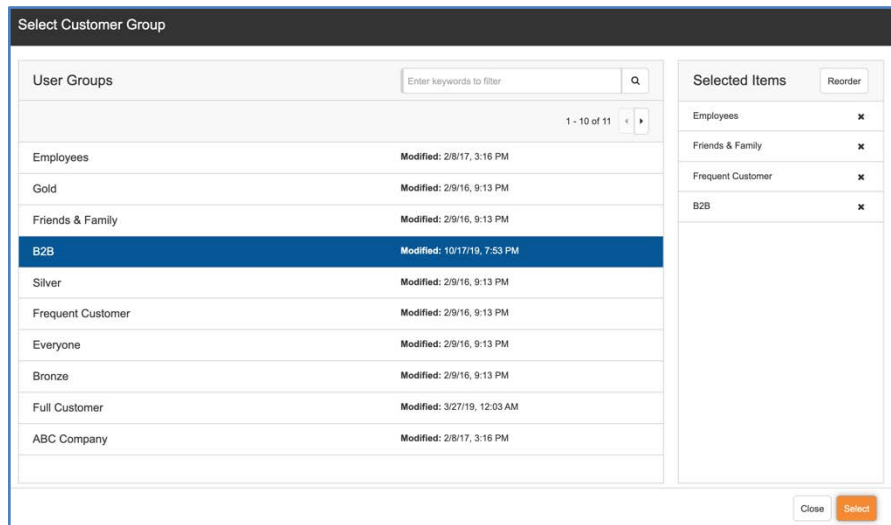 Select Customer Group
User Groups
Enter keywords to filter
1 - 10 of 11
Employees Modified: 2/8/17, 3:16 PM
Gold Modified: 2/9/16, 9:13 PM
Friends & Family Modified: 2/9/16, 9:13 PM
B2B Modified: 10/17/19, 7:53 PM
Silver Modified: 2/9/16, 9:13 PM
Frequent Customer Modified: 2/9/16, 9:13 PM
Everyone Modified: 2/9/16, 9:13 PM
Bronze Modified: 2/9/16, 9:13 PM
Full Customer Modified: 3/27/19, 12:03 AM
ABC Company Modified: 2/8/17, 3:16 PM
Selected Items Reorder
Employees
Friends & Family
Frequent Customer
B2B
Close Select